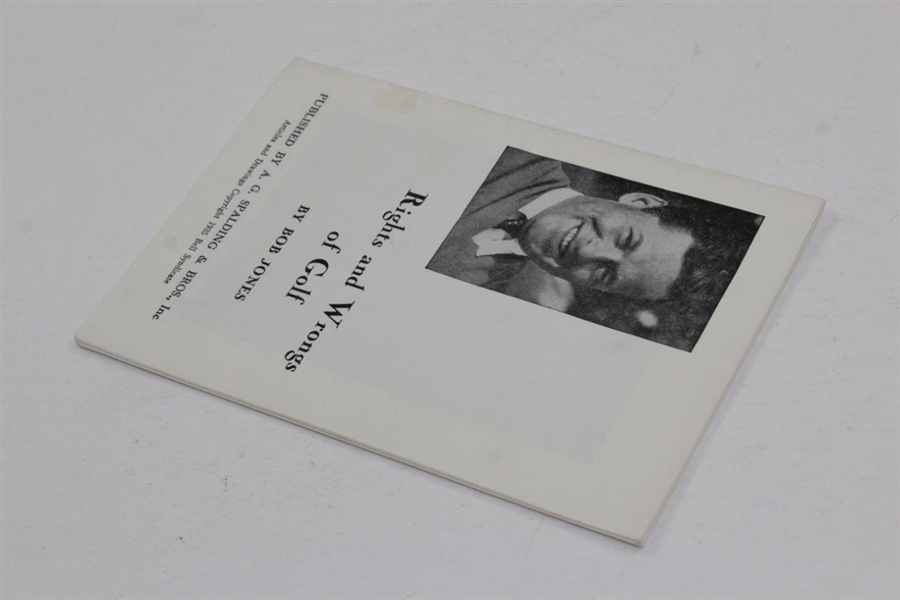 Rights and Wrongs
of Golf
BY BOB JONES
PUBLISHED BY A. G. SPALDING & BROS., Inc
Articles and Drawings Copyright 1935 Bell Syndicate